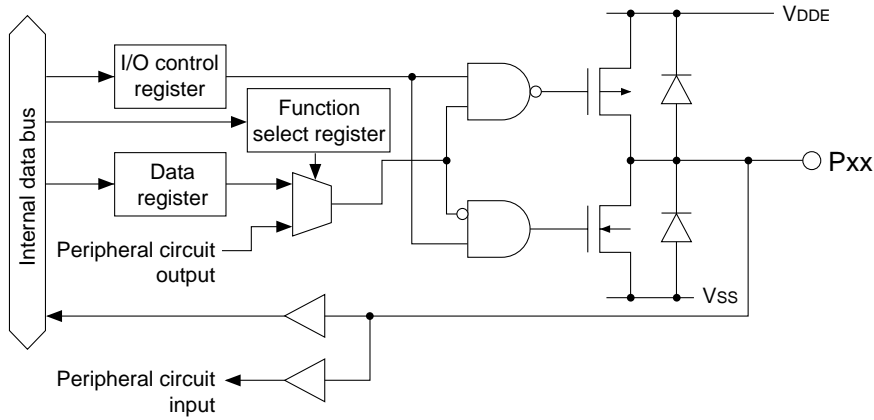 VDDE
I/O control
register
Function
select register
Internal data bus
Data
register
Pxx
Peripheral circuit
output
VSS
Peripheral circuit
input